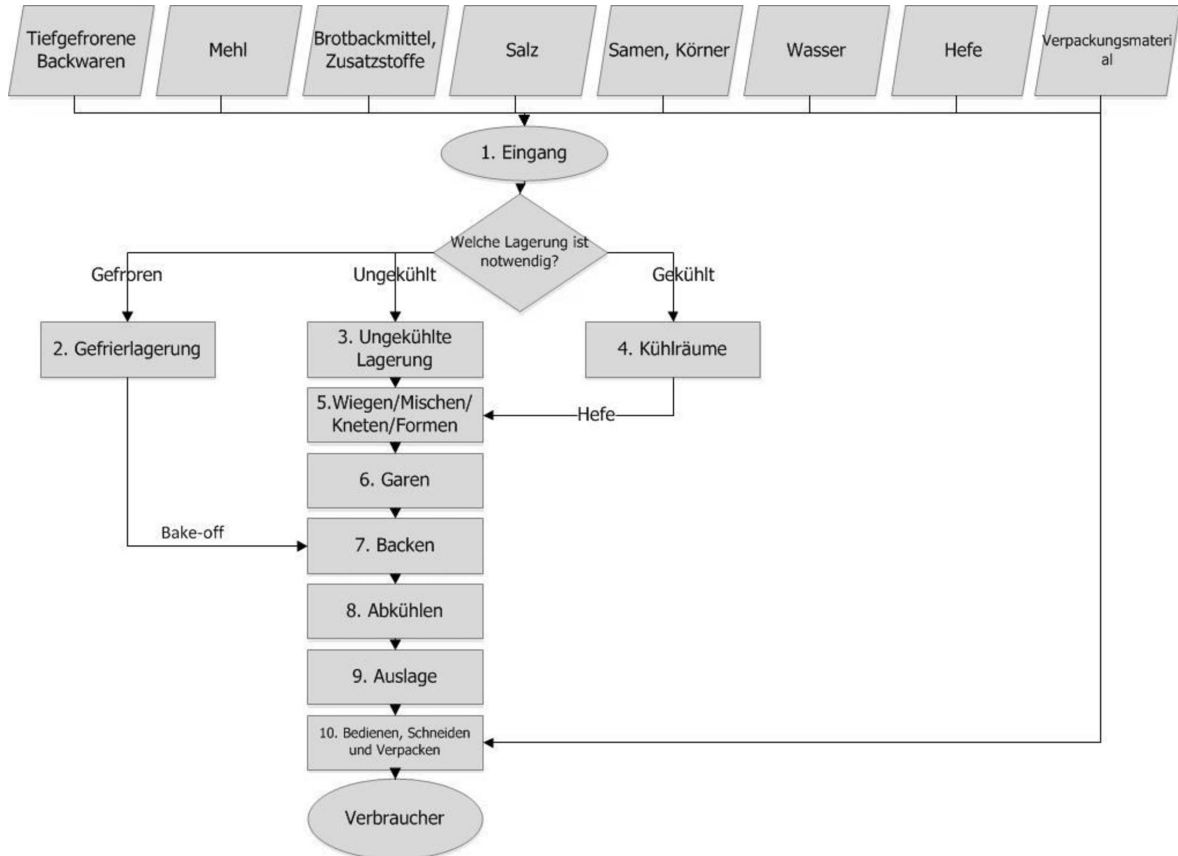 Tiefgefrorene
Backwaren
Mehl
Brotbackmittel,
Zusatzstoffe
Salz
Samen, Körner
Wasser
Hefe
Verpackungsmateri
al
1. Eingang
Welche Lagerung ist
notwendig?
Gefroren
Ungekühlt
Gekühlt
2. Gefrierlagerung
3. Ungekühlte
Lagerung
4. Kühlräume
5.Wiegen/Mischen/
Kneten/Formen
Hefe
6. Garen
Bake-off
7. Backen
8. Abkühlen
9. Auslage
10. Bedienen, Schneiden
und Verpacken
Verbraucher